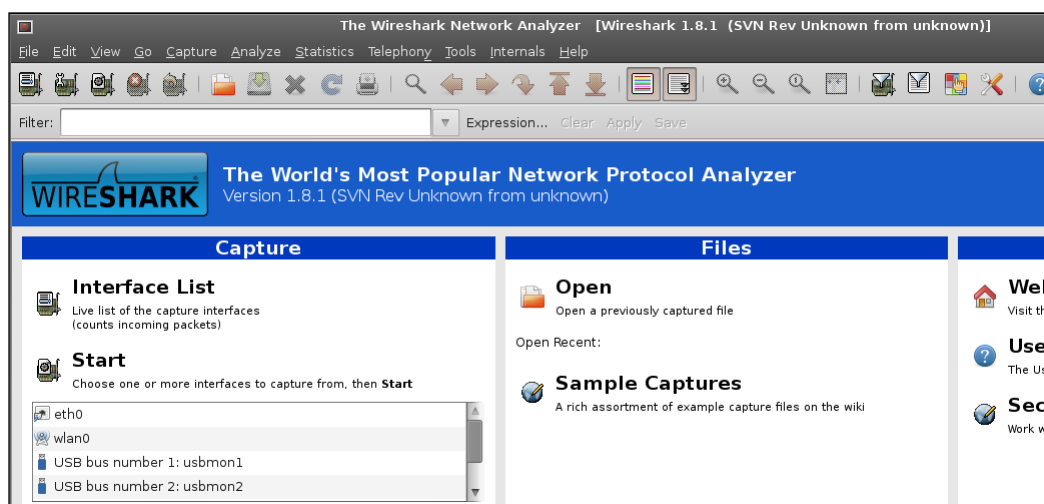 The Wireshark Network Analyzer [Wireshark 1.8.1 (SVN Rev Unknown from unknown)]
File Edit View Go Capture Analyze Statistics Telephony Tools Internals Help
Filter: Expression... Clear Apply Save
WIRESHARK
The World's Most Popular Network Protocol Analyzer
Version 1.8.1 (SVN Rev Unknown from unknown)
Capture
Interface List
Live list of the capture interfaces
(counts incoming packets)
Start
Choose one or more interfaces to capture from, then Start
eth0
wlan0
USB bus number 1: usbmon1
USB bus number 2: usbmon2
Files
Open
Open a previously captured file
Open Recent:
Sample Captures
A rich assortment of example capture files on the wiki
Visit
The
Work